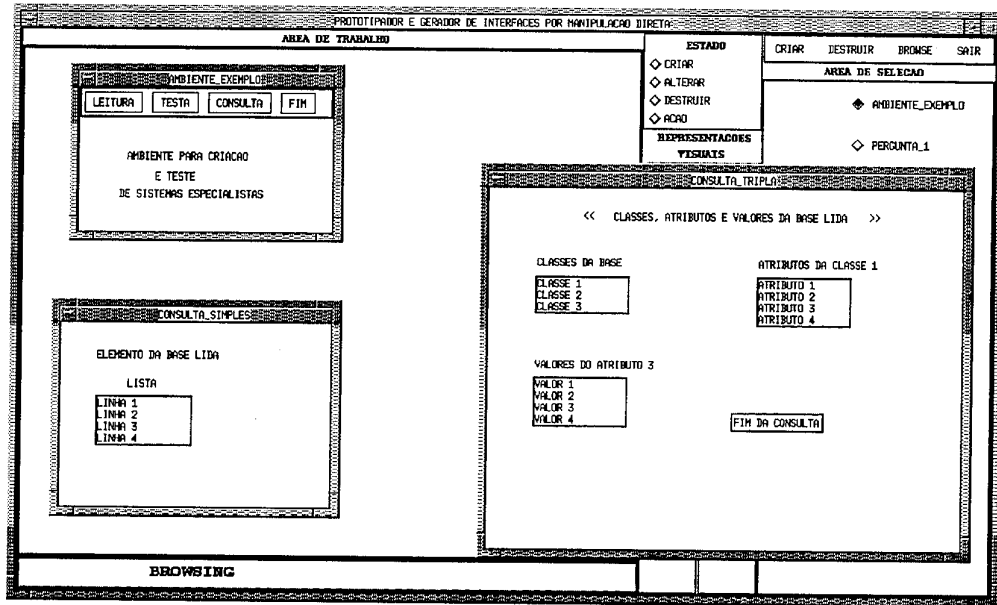 PROTOTIPADOR E GERADOR DE INTERFACES POR MANIPULACAO DIRETA
AREA DE TRABALHO
ESTADO
CRIAR DESTRUIR BROWSE SAIR
CRIAR
ALTERAR
DESTRUIR
ACAO
REPRESENTACOES
VISUAIS
AREA DE SELECAO
AMBIENTE_EXEMPLO
PERGUNTA_1
AMBIENTE_EXEMPLO
LEITURA TESTA CONSULTA FIM
AMBIENTE PARA CRIACAO
E TESTE
DE SISTEMAS ESPECIALISTAS
CONSULTA_TRIPLA
<< CLASSES, ATRIBUTOS E VALORES DA BASE LIDA >>
CLASSES DA BASE
CLASSE 1
CLASSE 2
CLASSE 3
ATRIBUTOS DA CLASSE 1
ATRIBUTO 1
ATRIBUTO 2
ATRIBUTO 3
ATRIBUTO 4
VALORES DO ATRIBUTO 3
VALOR 1
VALOR 2
VALOR 3
VALOR 4
FIM DA CONSULTA
CONSULTA_SIMPLES
ELEMENTO DA BASE LIDA
LISTA
LINHA 1
LINHA 2
LINHA 3
LINHA 4
BROWSING